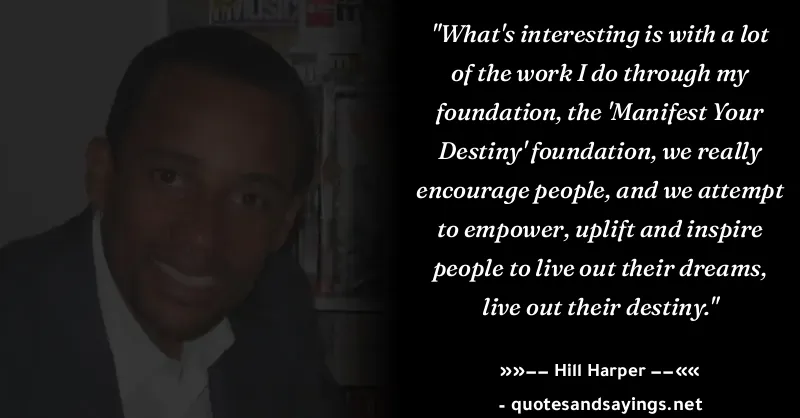 MUSIC
"What's interesting is with a lot
of the work I do through my
foundation, the 'Manifest Your
Destiny' foundation, we really
encourage people, and we attempt
to empower, uplift and inspire
people to live out their dreams,
live out their destiny."
»»–– Hill Harper ––««
- quotesandsayings.net